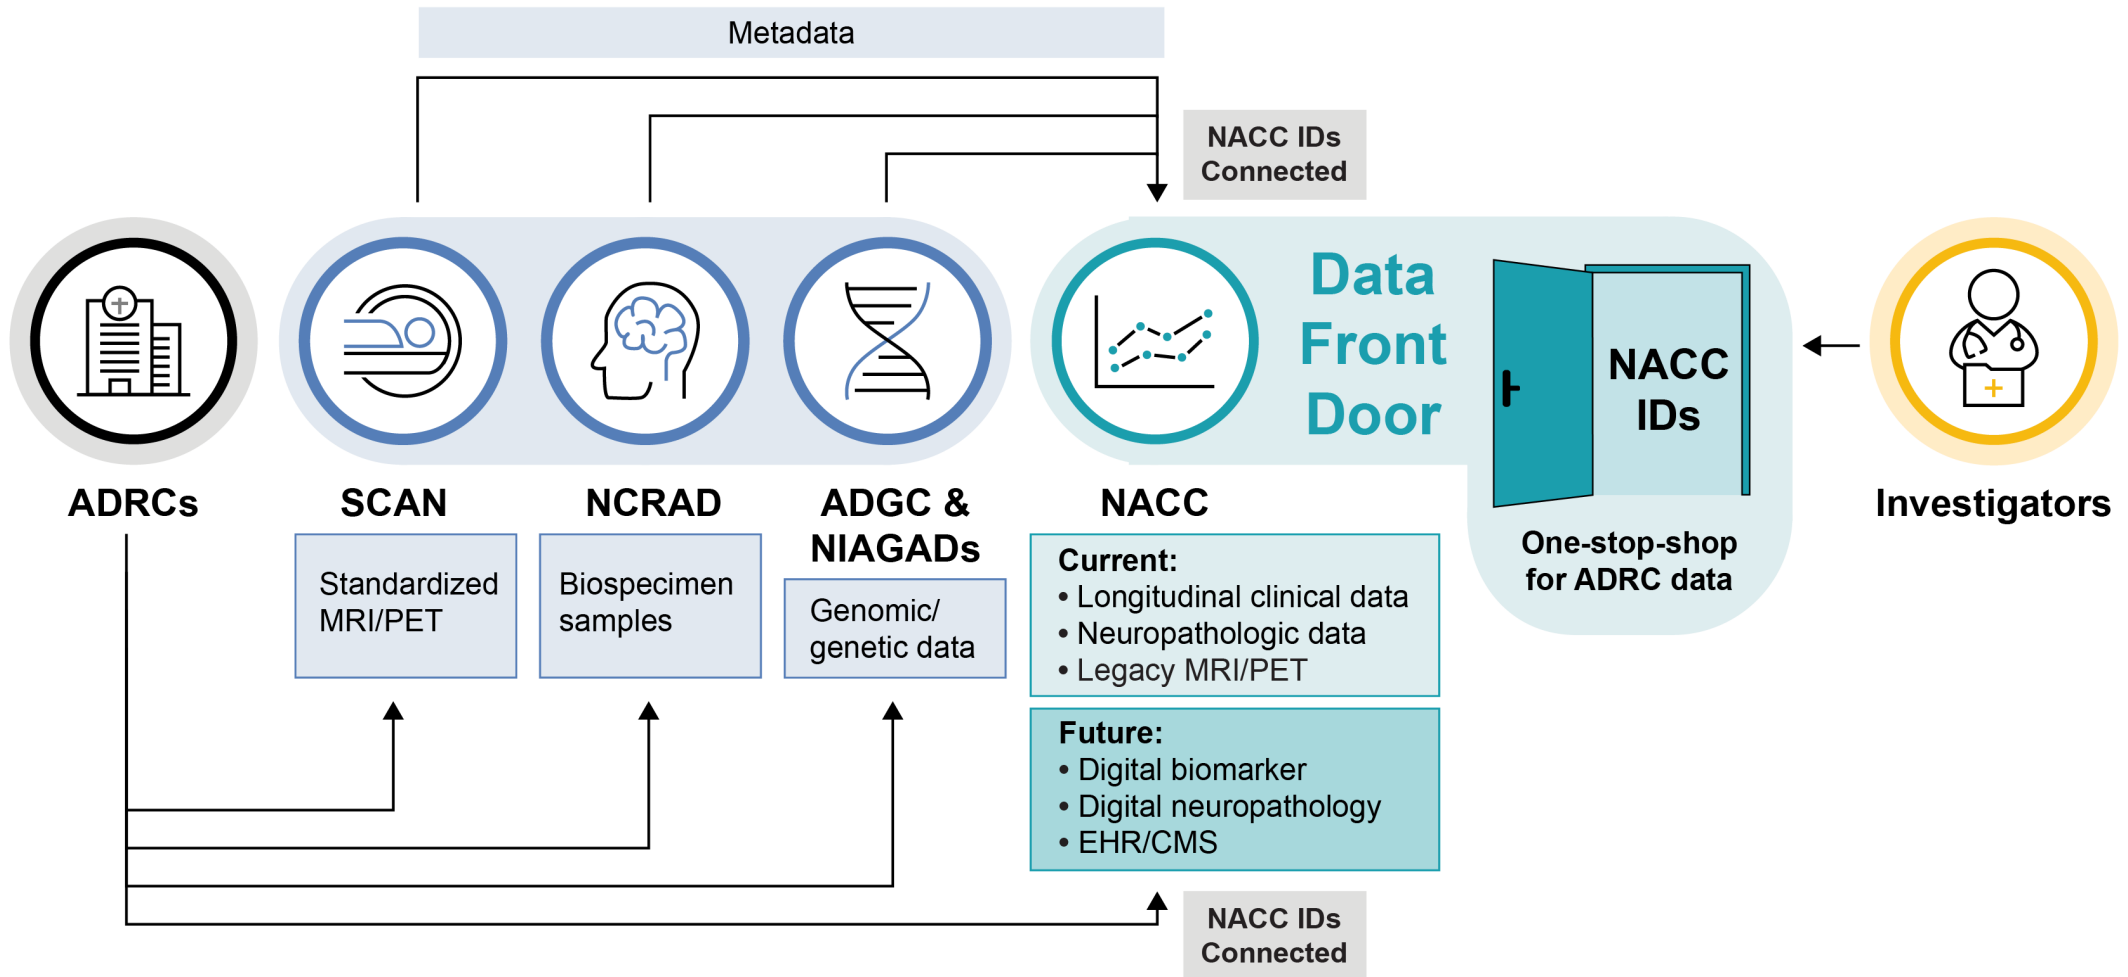 Metadata
NACC IDs
Connected
Data
Front
Door
NACC
IDs
ADRCs
SCAN
NCRAD
ADGC &
NIAGADs
NACC
Investigators
Standardized
MRI/PET
Biospecimen
samples
Genomic/
genetic data
Current:
• Longitudinal clinical data
• Neuropathologic data
• Legacy MRI/PET
One-stop-shop
for ADRC data
Future:
• Digital biomarker
• Digital neuropathology
• EHR/CMS
NACC IDs
Connected